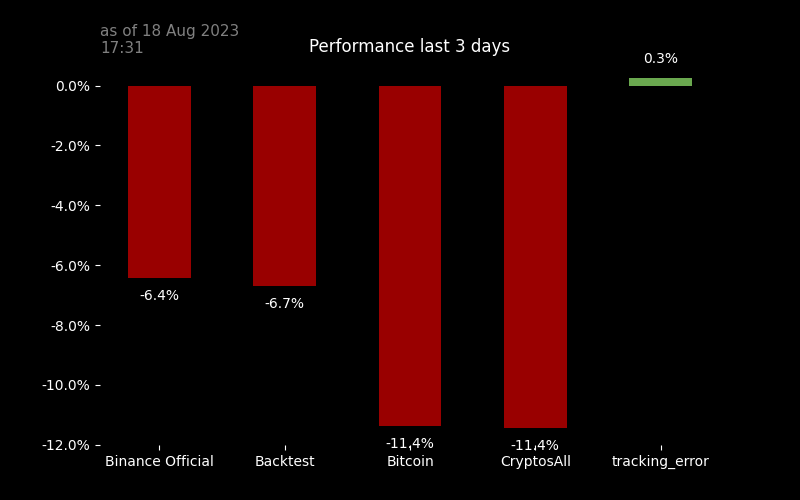 as of 18 Aug 2023
17:31
Performance last 3 days
0.3%
0.0%
-2.0%
-4.0%
-6.0%
-8.0%
-10.0%
-12.0%
-6.4%
-6.7%
-11.4%
-11.4%
Binance Official
Backtest
Bitcoin
CryptosAll
tracking_error